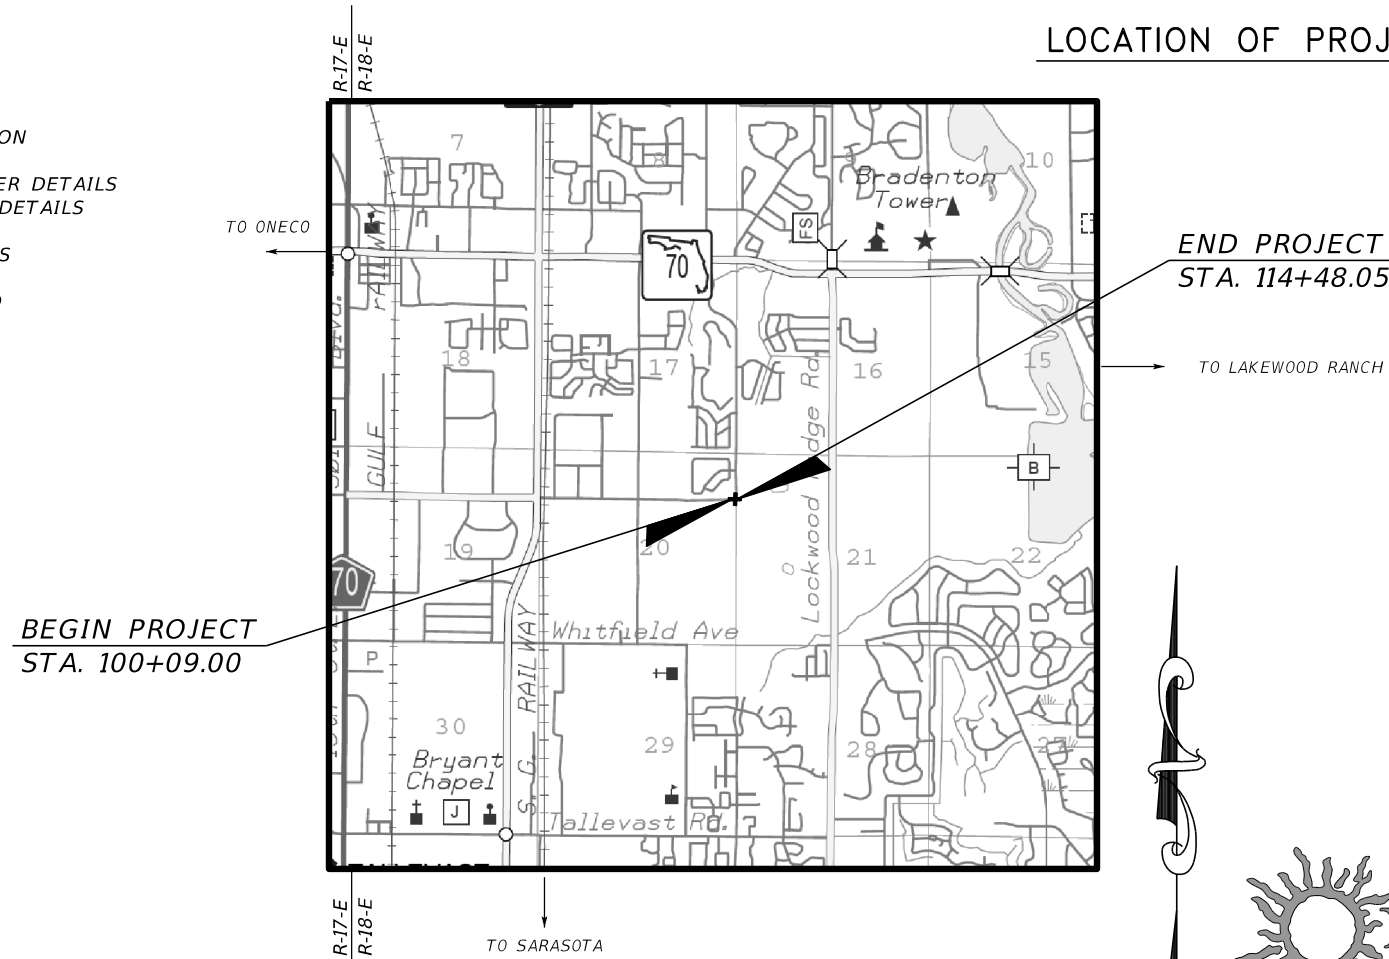 LOCATION OF PROJ
R-17-E
R-18-E
ON
ER DETAILS
DETAILS
S
TO ONECO
7
8
9
10
Bradenton
Tower
FS
70
END PROJECT
STA. 114+48.05
TO LAKEWOOD RANCH
Blvd.
RAILWAY
GULF
18
17
16
15
Lockwood Ridge Rd.
B
19
20
21
22
70
BEGIN PROJECT
STA. 100+09.00
Whitfield Ave
P
S. G. RAILWAY
30
29
28
27
Bryant
Chapel
J
Tallevast Rd.
R-17-E
R-18-E
TO SARASOTA